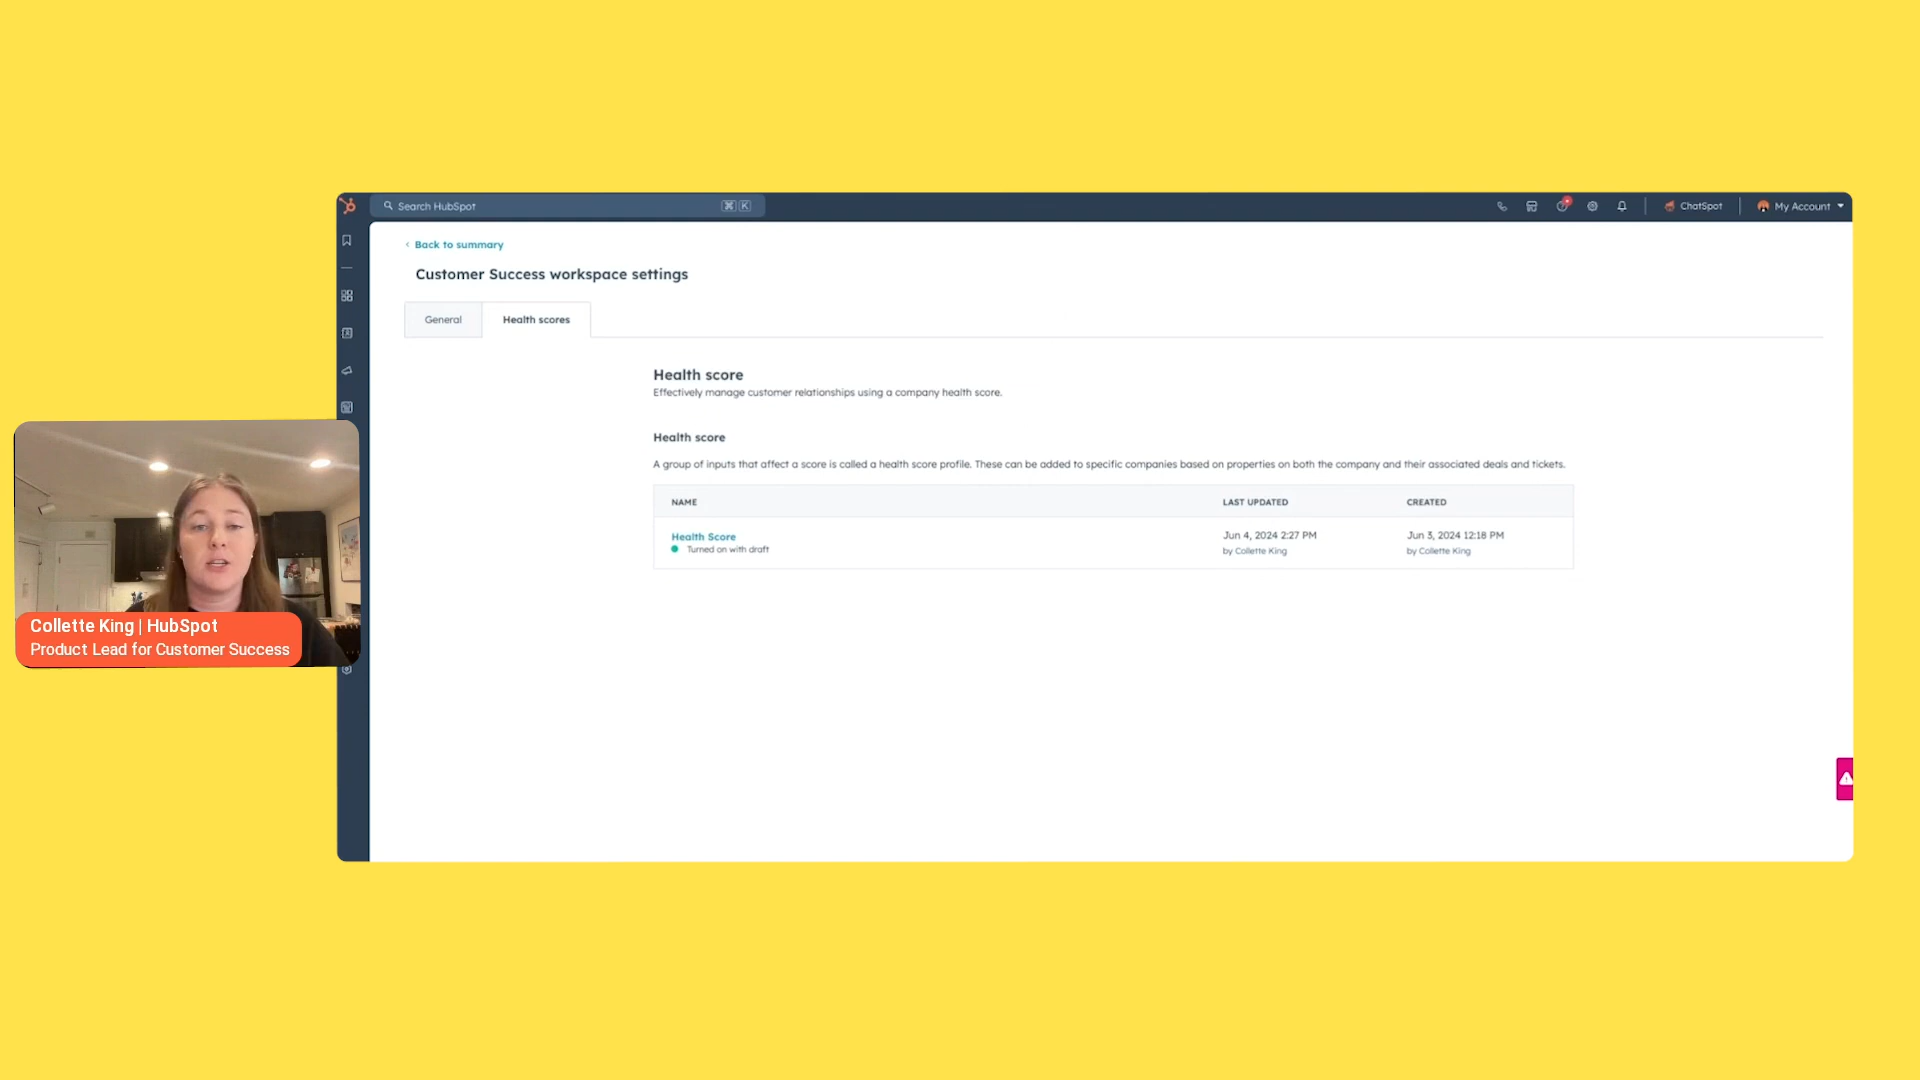 Search HubSpot
⌘ K
ChatSpot
My Account
Back to summary
Customer Success workspace settings
General
Health scores
Health score
Effectively manage customer relationships using a company health score.
Health score
A group of inputs that affect a score is called a health score profile. These can be added to specific companies based on properties on both the company and their associated deals and tickets.
NAME LAST UPDATED CREATED
Health Score Jun 4, 2024 2:27 PM Jun 3, 2024 12:18 PM
Turned on with draft by Collette King by Collette King
Collette King | HubSpot
Product Lead for Customer Success